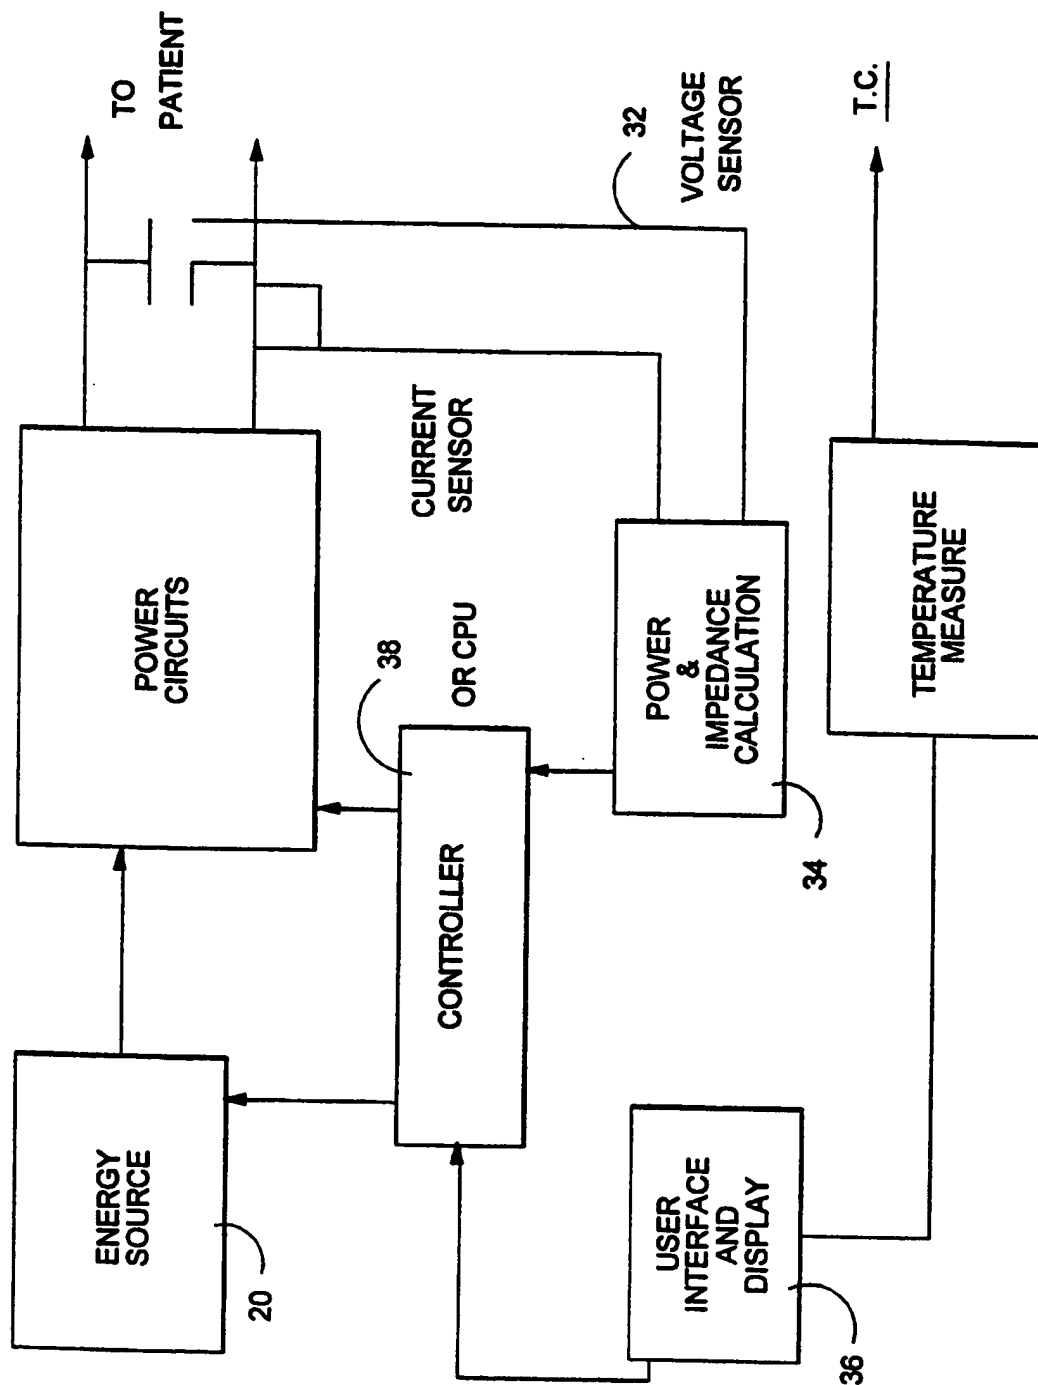 ENERGY
SOURCE
20
POWER
CIRCUITS
TO
PATIENT
CONTROLLER
38
OR CPU
CURRENT
SENSOR
32
VOLTAGE
SENSOR
USER
INTERFACE
AND
DISPLAY
36
POWER
&
IMPEDANCE
CALCULATION
34
TEMPERATURE
MEASURE
T.C.